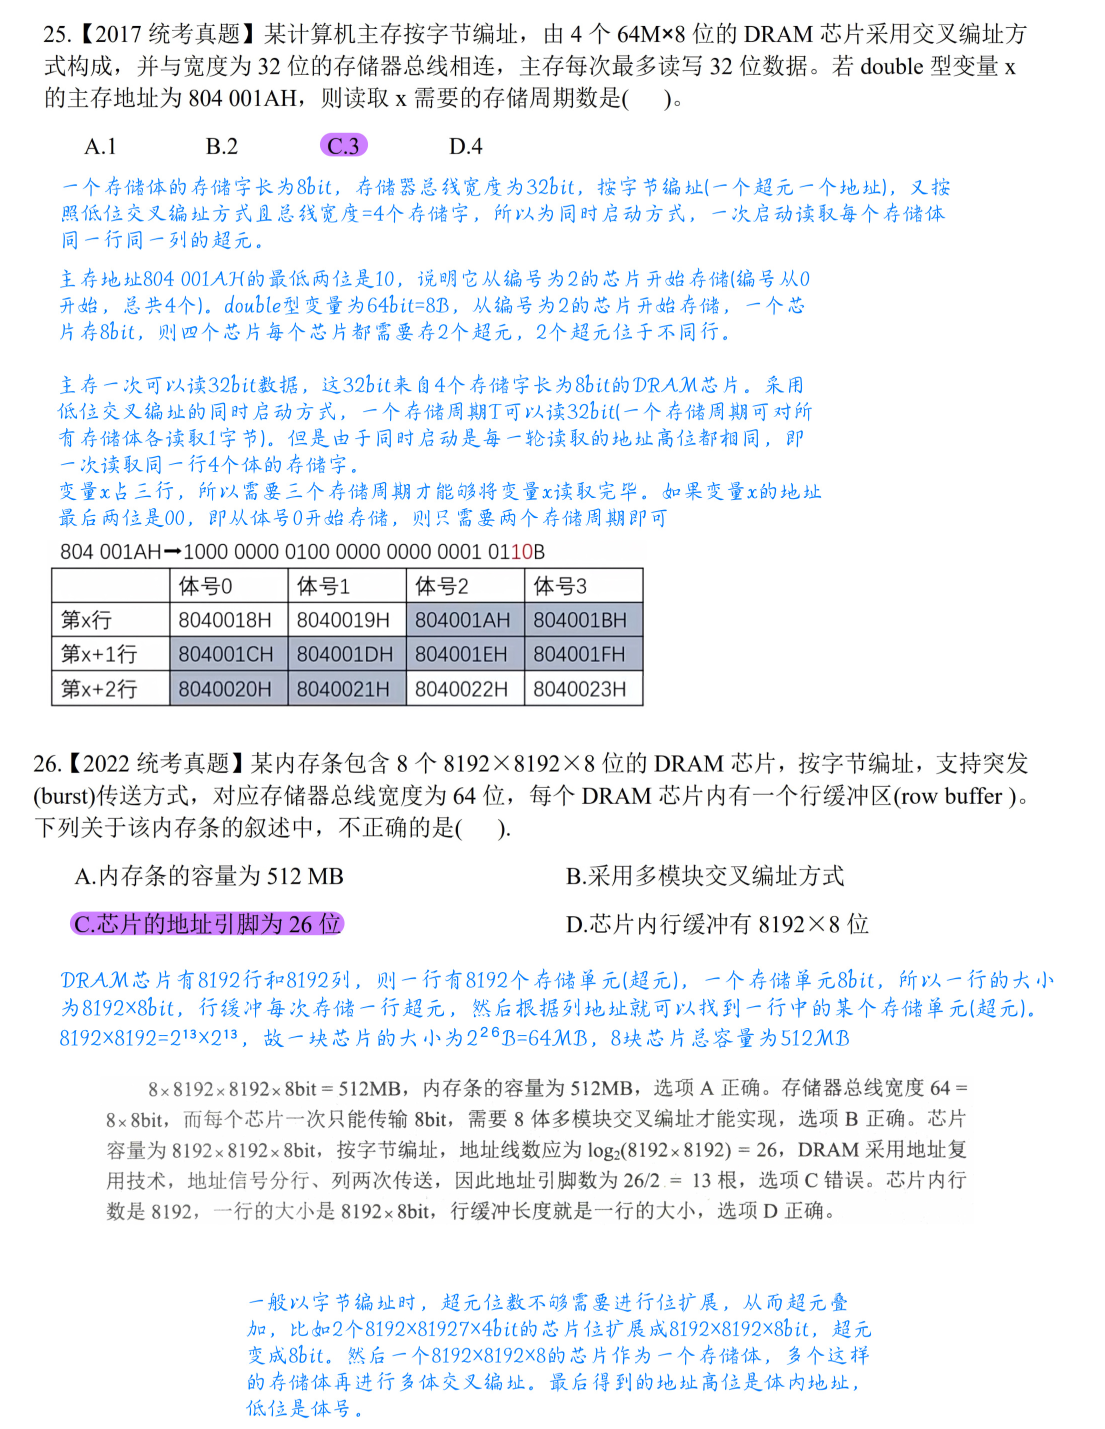 25.【2017 统考真题】某计算机主存按字节编址，由 4 个 64M×8 位的 DRAM 芯片采用交叉编址方
式构成，并与宽度为 32 位的存储器总线相连，主存每次最多读写 32 位数据。若 double 型变量 x
的主存地址为 804 001AH，则读取 x 需要的存储周期数是(   )。
A.1 B.2 C.3 D.4
一个存储体的存储字长为8bit，存储器总线宽度为32bit，按字节编址(一个超元一个地址)，又按
照低位交叉编址方式且总线宽度=4个存储字，所以为同时启动方式，一次启动读取每个存储体
同一行同一列的超元。
主存地址804 001AH的最低两位是10，说明它从编号为2的芯片开始存储(编号从0
开始，总共4个)。double型变量为64bit=8B，从编号为2的芯片开始存储，一个芯
片存8bit，则四个芯片每个芯片都需要存2个超元，2个超元位于不同行。
主存一次可以读32bit数据，这32bit来自4个存储字长为8bit的DRAM芯片。采用
低位交叉编址的同时启动方式，一个存储周期T可以读32bit(一个存储周期可对所
有存储体各读取1字节)。但是由于同时启动是每一轮读取的地址高位都相同，即
一次读取同一行4个体的存储字。
变量x占三行，所以需要三个存储周期才能够将变量x读取完毕。如果变量x的地址
最后两位是00，即从体号0开始存储，则只需要两个存储周期即可
804 001AH➞1000 0000 0100 0000 0000 0001 0110B
体号0 体号1 体号2 体号3
第x行 8040018H 8040019H 804001AH 804001BH
第x+1行 804001CH 804001DH 804001EH 804001FH
第x+2行 8040020H 8040021H 8040022H 8040023H
26.【2022 统考真题】某内存条包含 8 个 8192×8192×8 位的 DRAM 芯片，按字节编址，支持突发
(burst)传送方式，对应存储器总线宽度为 64 位，每个 DRAM 芯片内有一个行缓冲区(row buffer )。
下列关于该内存条的叙述中，不正确的是(   ).
A.内存条的容量为 512 MB B.采用多模块交叉编址方式
C.芯片的地址引脚为 26 位 D.芯片内行缓冲有 8192×8 位
DRAM芯片有8192行和8192列，则一行有8192个存储单元(超元)，一个存储单元8bit，所以一行的大小
为8192×8bit，行缓冲每次存储一行超元，然后根据列地址就可以找到一行中的某个存储单元(超元)。
8192×8192=2¹³×2¹³，故一块芯片的大小为2²⁶B=64MB，8块芯片总容量为512MB
8×8192×8192×8bit = 512MB，内存条的容量为 512MB，选项 A 正确。存储器总线宽度 64 =
8×8bit，而每个芯片一次只能传输 8bit，需要 8 体多模块交叉编址才能实现，选项 B 正确。芯片
容量为 8192×8192×8bit，按字节编址，地址线数应为 log₂(8192×8192) = 26，DRAM 采用地址复
用技术，地址信号分行、列两次传送，因此地址引脚数为 26/2 = 13 根，选项 C 错误。芯片内行
数是 8192，一行的大小是 8192×8bit，行缓冲长度就是一行的大小，选项 D 正确。
一般以字节编址时，超元位数不够需要进行位扩展，从而超元叠
加，比如2个8192×81927×4bit的芯片位扩展成8192×8192×8bit，超元
变成8bit。然后一个8192×8192×8的芯片作为一个存储体，多个这样
的存储体再进行多体交叉编址。最后得到的地址高位是体内地址，
低位是体号。